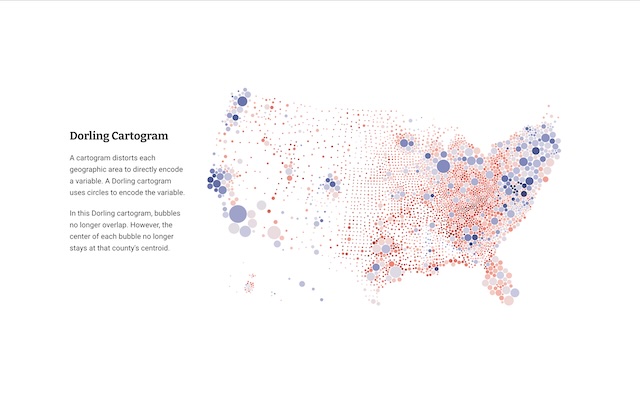 Dorling Cartogram
A cartogram distorts each
geographic area to directly encode
a variable. A Dorling cartogram
uses circles to encode the variable.
In this Dorling cartogram, bubbles
no longer overlap. However, the
center of each bubble no longer
stays at that county's centroid.